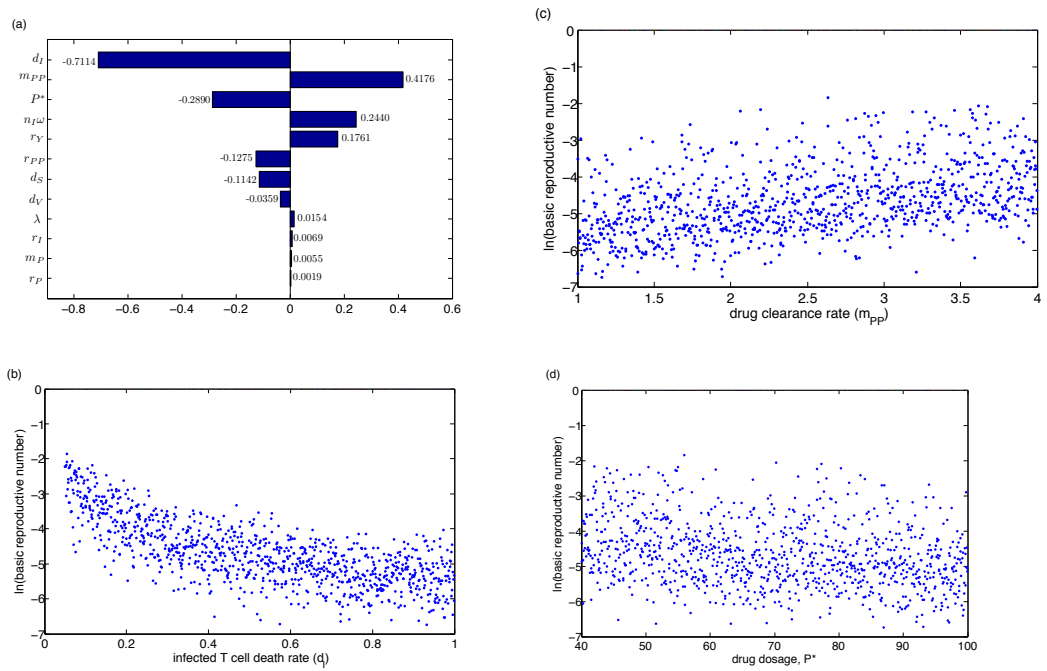 (a)
d_I
-0.7114
m_PP
0.4176
P*
-0.2890
n_Iω
0.2440
r_Y
0.1761
r_PP
-0.1275
d_S
-0.1142
d_V
-0.0359
λ
0.0154
r_I
0.0069
m_P
0.0055
r_P
0.0019
−0.8 −0.6 −0.4 −0.2 0 0.2 0.4 0.6
(c)
0
−1
−2
−3
−4
−5
−6
−7
ln(basic reproductive number)
1 1.5 2 2.5 3 3.5 4
drug clearance rate (m_PP)
(b)
0
−1
−2
−3
−4
−5
−6
−7
ln(basic reproductive number)
0 0.2 0.4 0.6 0.8 1
infected T cell death rate (d_I)
(d)
0
−1
−2
−3
−4
−5
−6
−7
ln(basic reproductive number)
40 50 60 70 80 90 100
drug dosage, P*